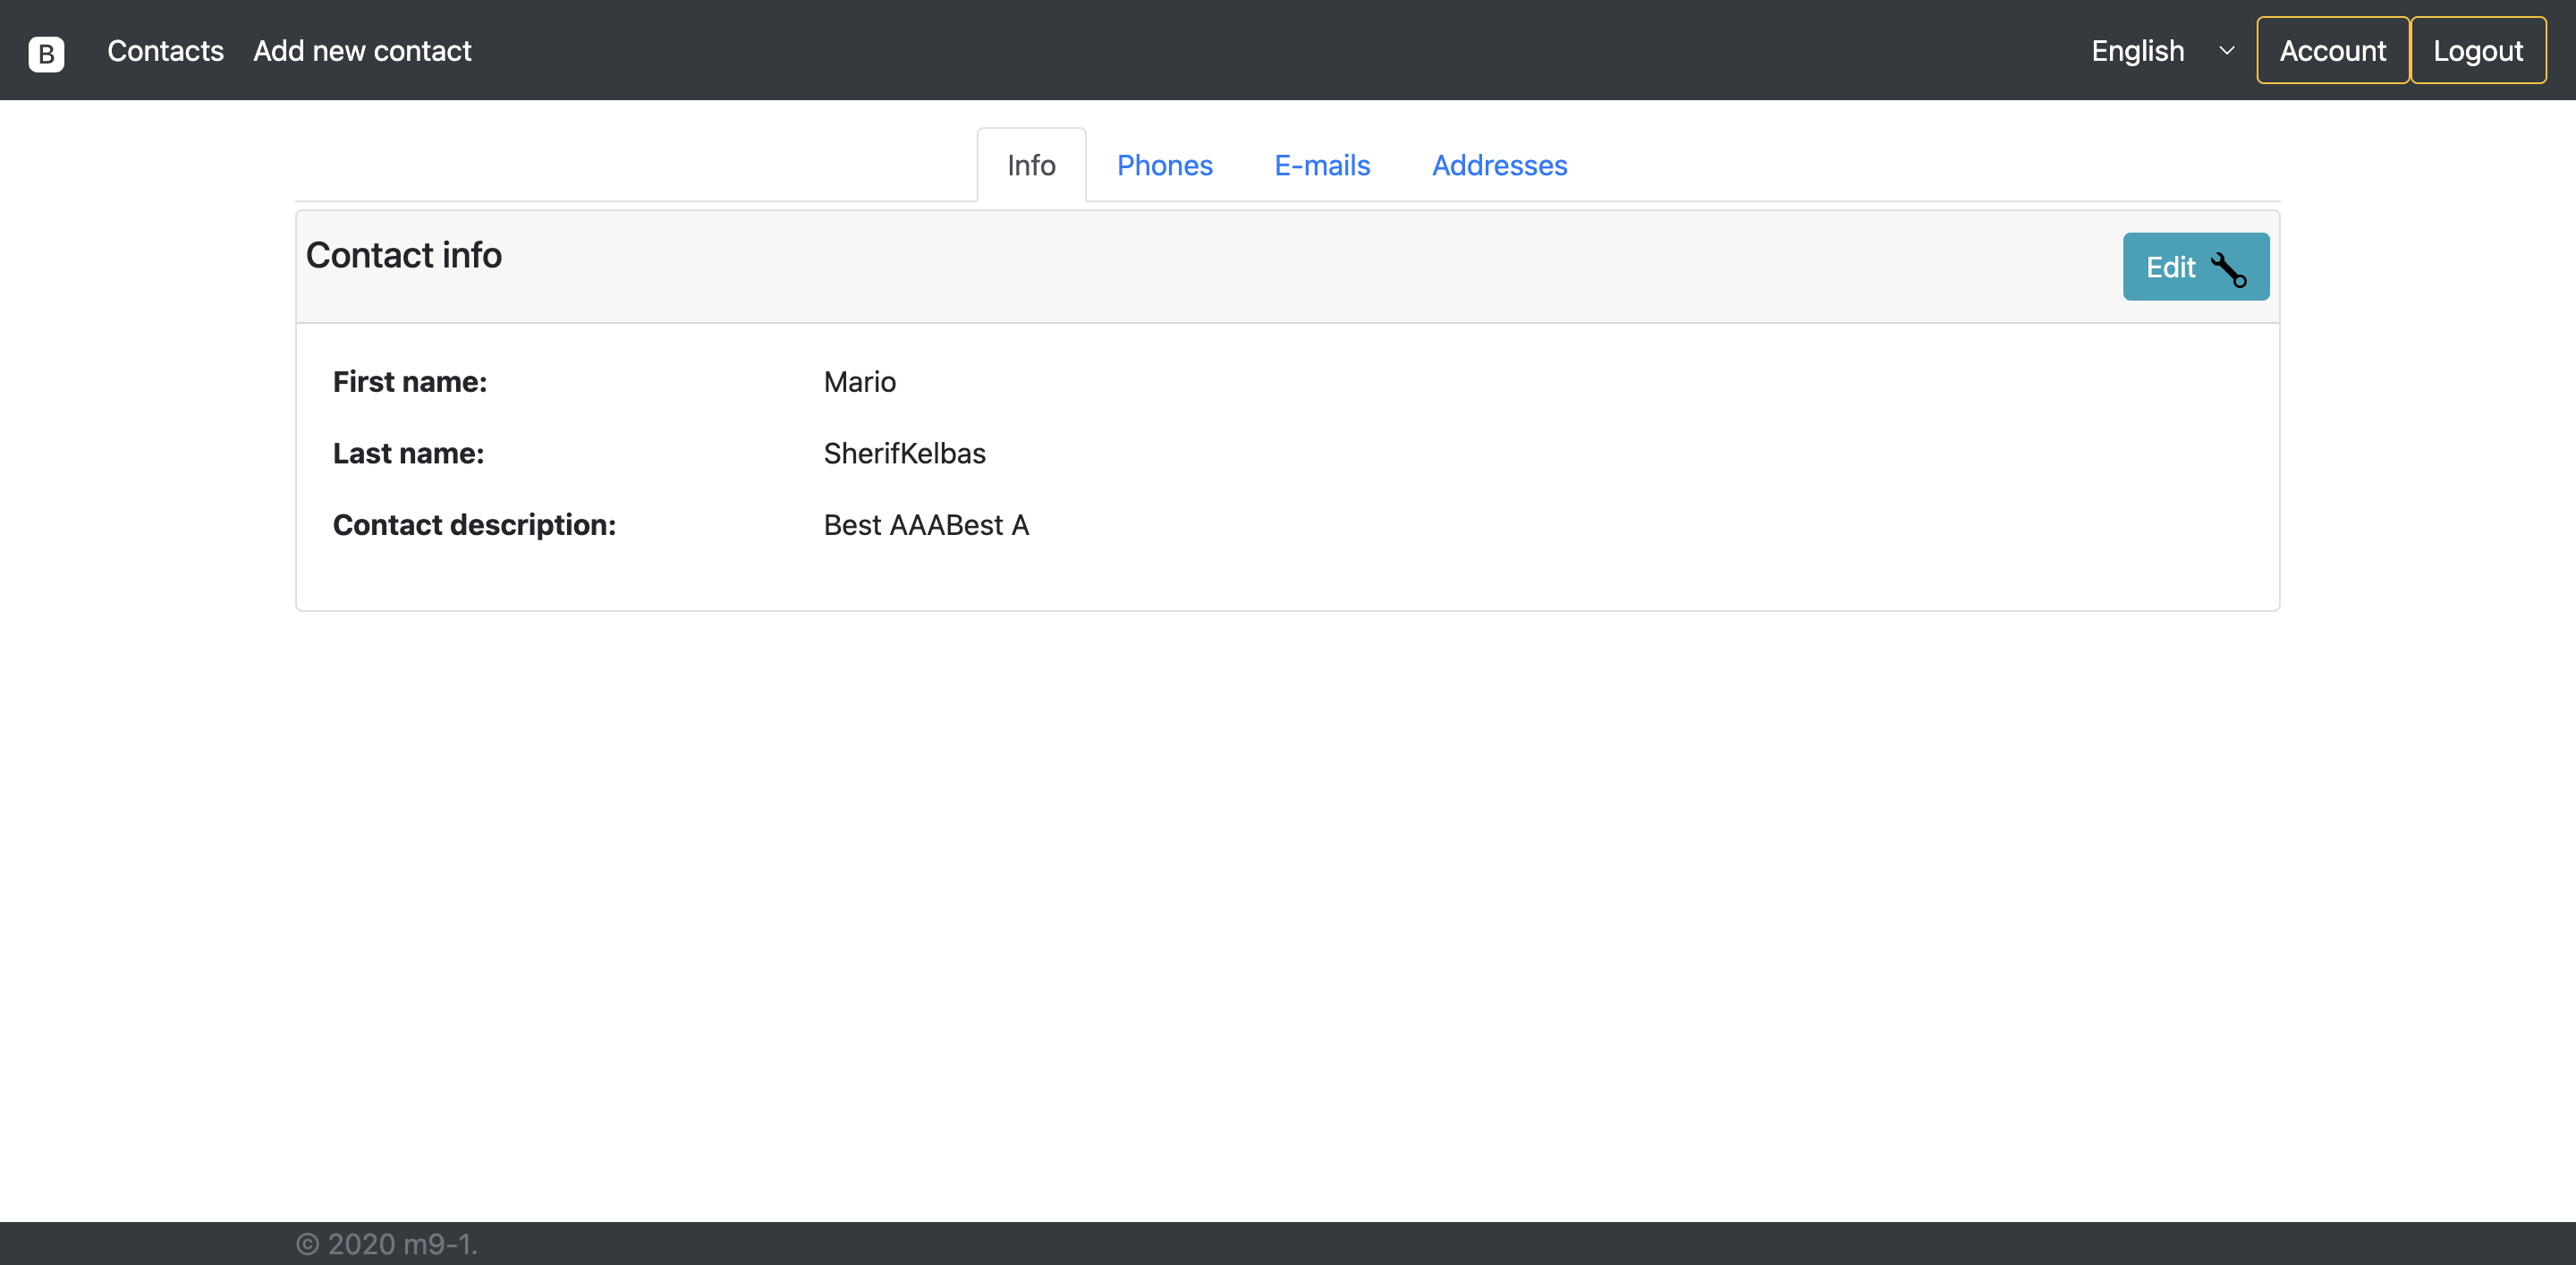 B Contacts Add new contact English Account Logout
Info Phones E-mails Addresses
Contact info Edit
First name: Mario
Last name: SherifKelbas
Contact description: Best AAABest A
© 2020 m9-1.